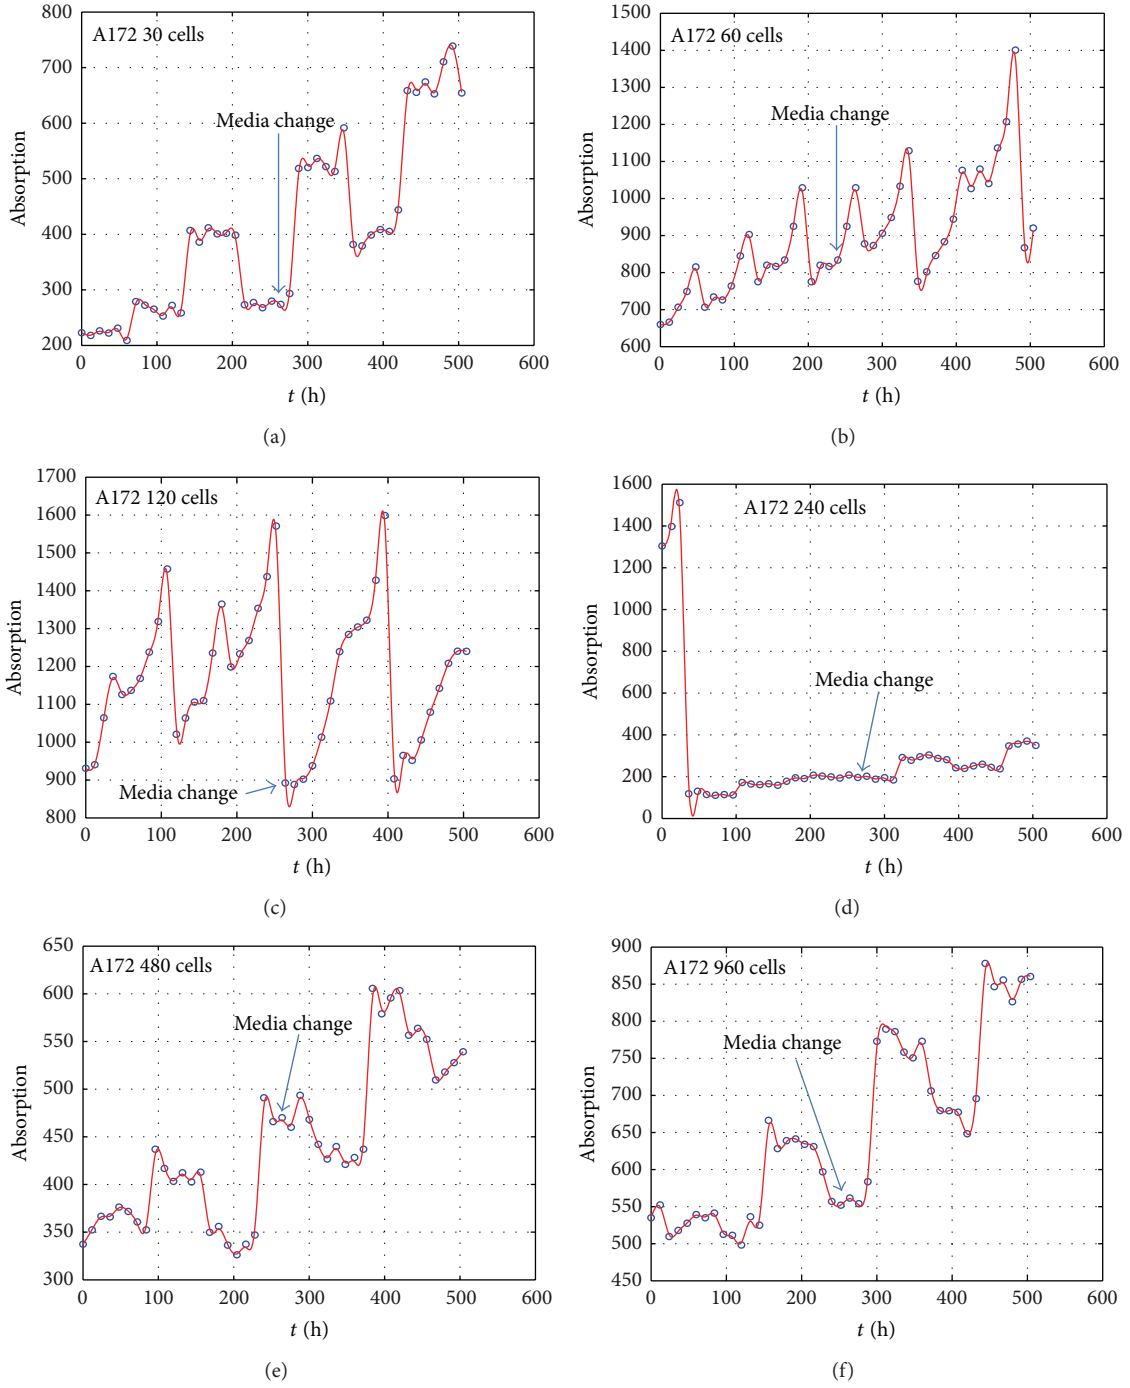 A172 30 cells
Media change
Absorption
800
700
600
500
400
300
200
0 100 200 300 400 500 600
t (h)
(a)
A172 60 cells
Media change
Absorption
1500
1400
1300
1200
1100
1000
900
800
700
600
0 100 200 300 400 500 600
t (h)
(b)
A172 120 cells
Media change
Absorption
1700
1600
1500
1400
1300
1200
1100
1000
900
800
0 100 200 300 400 500 600
t (h)
(c)
A172 240 cells
Media change
Absorption
1600
1400
1200
1000
800
600
400
200
0
0 100 200 300 400 500 600
t (h)
(d)
A172 480 cells
Media change
Absorption
650
600
550
500
450
400
350
300
0 100 200 300 400 500 600
t (h)
(e)
A172 960 cells
Media change
Absorption
900
850
800
750
700
650
600
550
500
450
0 100 200 300 400 500 600
t (h)
(f)